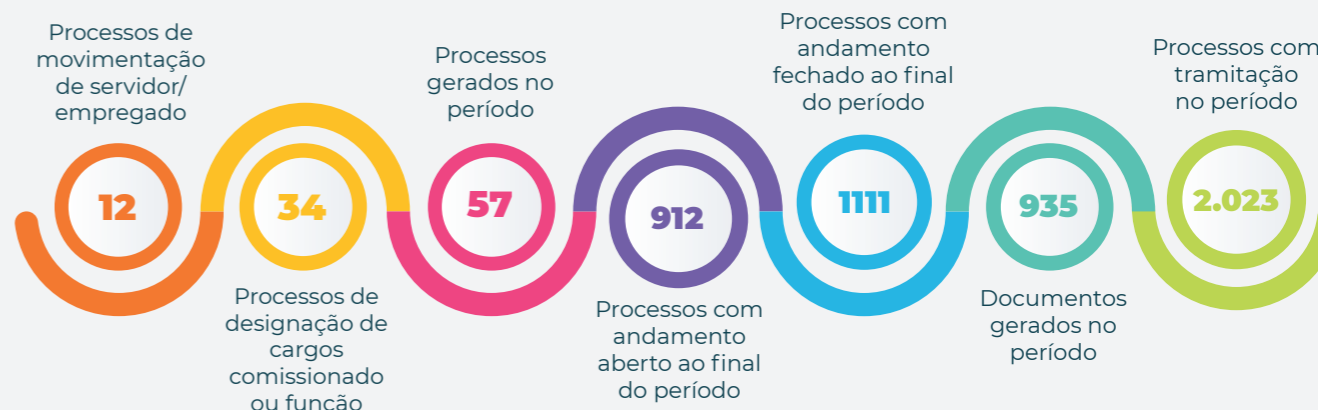 Processos de
movimentação
de servidor/
empregado
12
34
Processos de
designação de
cargos
comissionado
ou função
Processos
gerados no
período
57
912
Processos com
andamento
aberto ao final
do período
Processos com
andamento
fechado ao final
do período
1111
935
Documentos
gerados no
período
Processos com
tramitação
no período
2.023